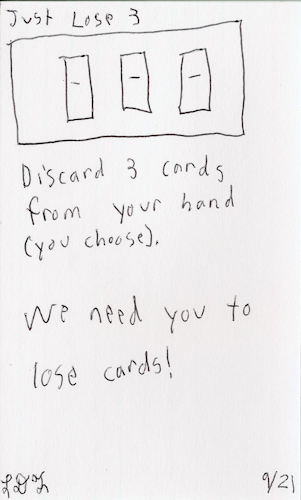 Just Lose 3
Discard 3 cards
from your hand
(you choose).
We need you to
lose cards!
9/21